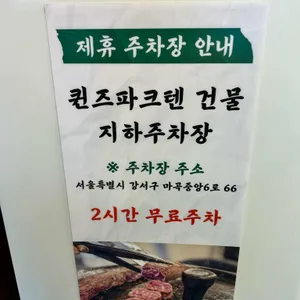 제휴 주차장 안내
퀸즈파크텐 건물
지하주차장
※ 주차장 주소
서울특별시 강서구 마곡중앙6로 66
2시간 무료주차